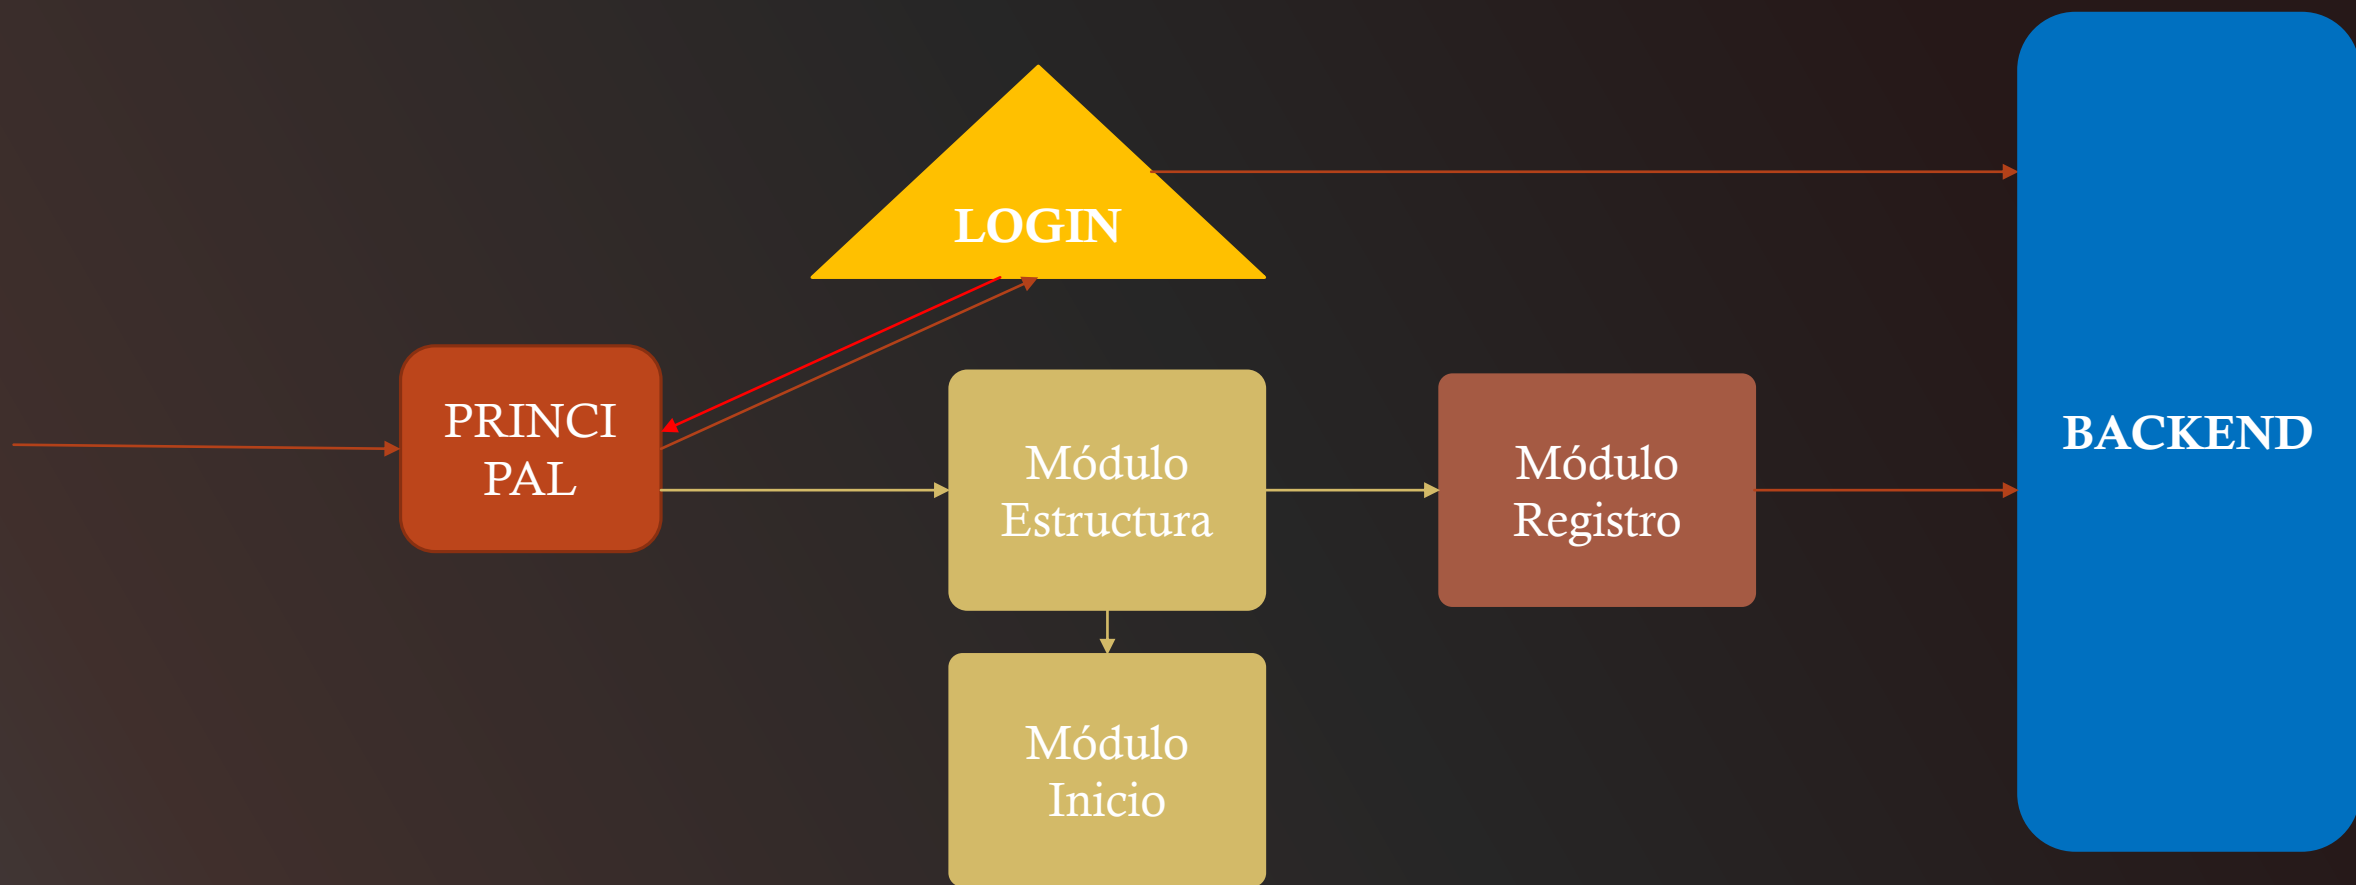 LOGIN
PRINCI
PAL
Módulo
Estructura
Módulo
Registro
BACKEND
Módulo
Inicio